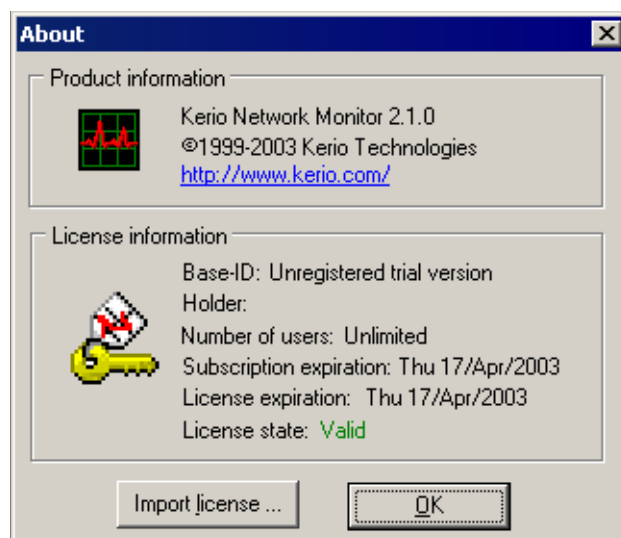 About
Product information
Kerio Network Monitor 2.1.0
©1999-2003 Kerio Technologies
http://www.kerio.com/
License information
Base-ID: Unregistered trial version
Holder:
Number of users: Unlimited
Subscription expiration: Thu 17/Apr/2003
License expiration: Thu 17/Apr/2003
License state: Valid
Import license ... OK